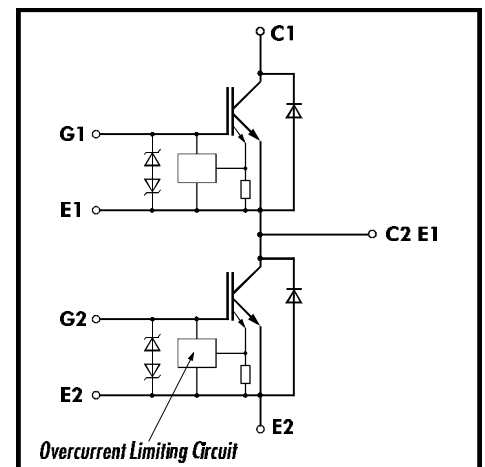 C1
G1
E1
C2 E1
G2
E2
E2
Overcurrent Limiting Circuit